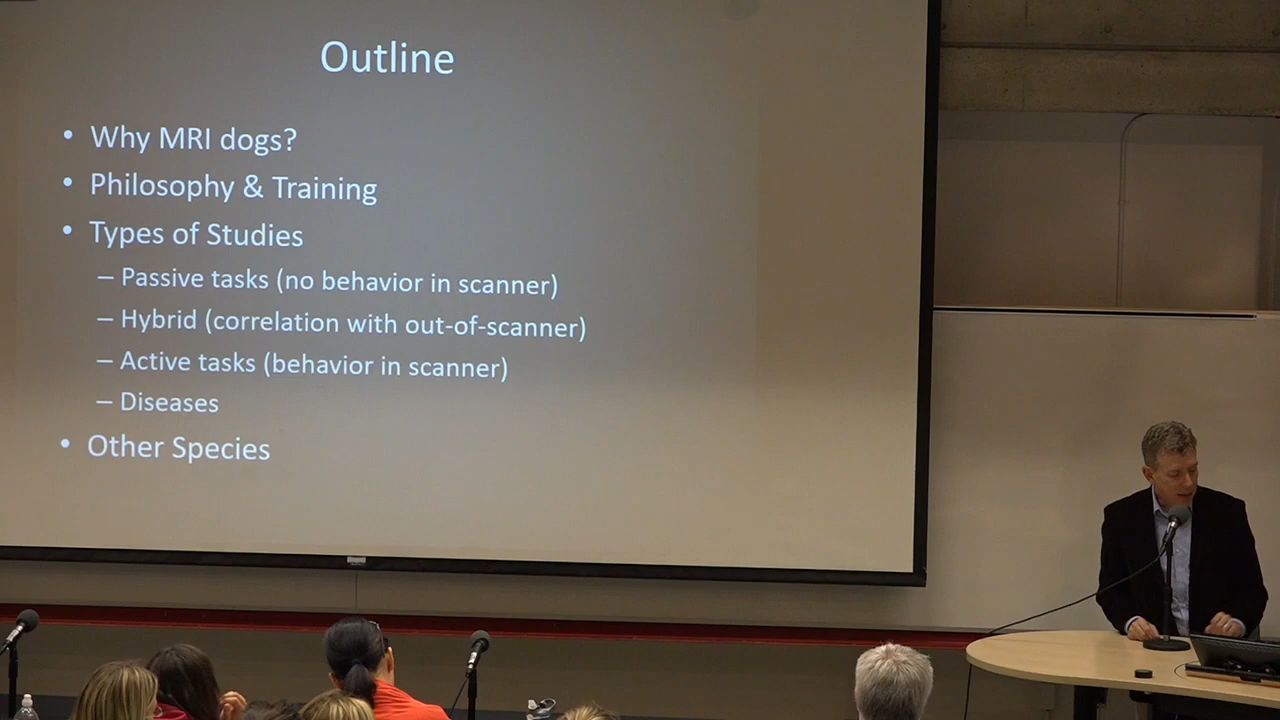 Outline
• Why MRI dogs?
• Philosophy & Training
• Types of Studies
– Passive tasks (no behavior in scanner)
– Hybrid (correlation with out-of-scanner)
– Active tasks (behavior in scanner)
– Diseases
• Other Species